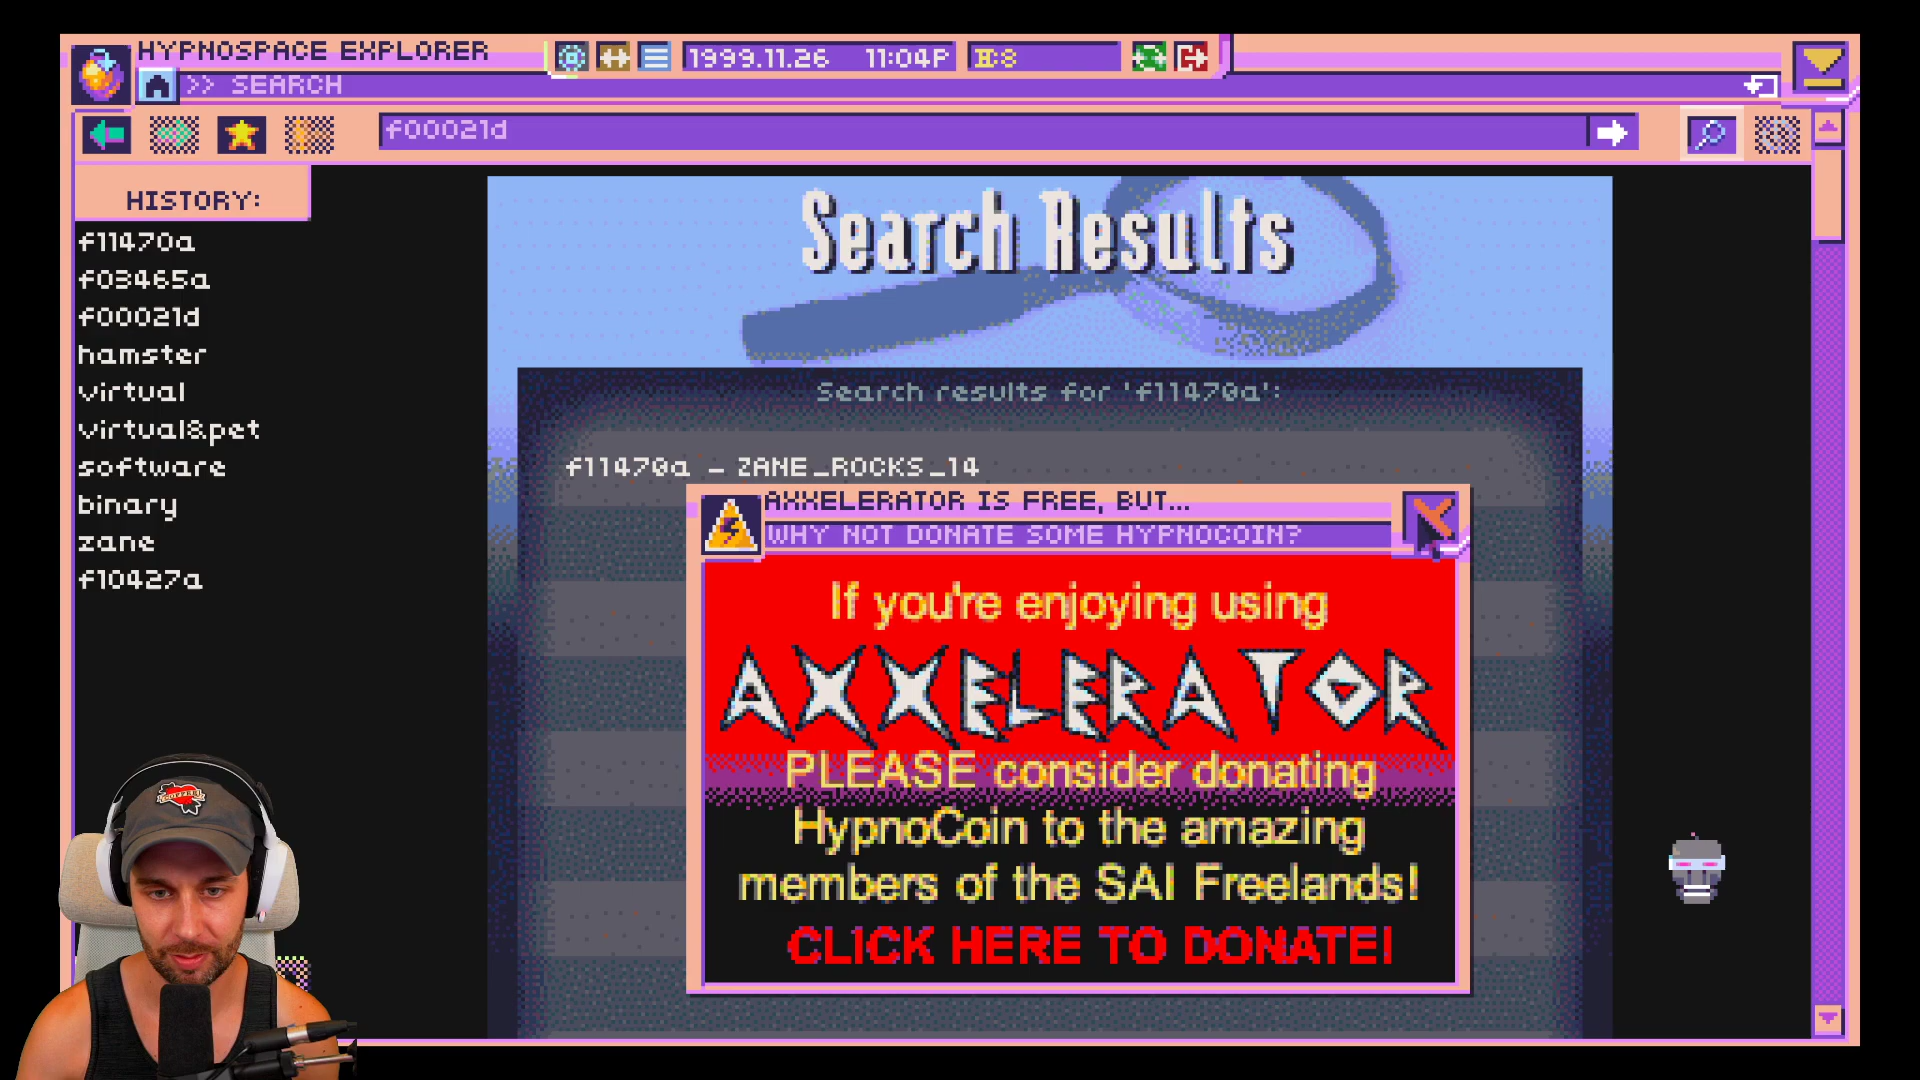 HYPNOSPACE EXPLORER
1999.11.26 11:04P
:8
>> SEARCH
f00021d
HISTORY:
f11470a
f03465a
f00021d
hamster
virtual
virtual&pet
software
binary
zane
f10427a
Search Results
Search results for 'f11470a':
f11470a - ZANE_ROCKS_14
AXXELERATOR IS FREE, BUT...
WHY NOT DONATE SOME HYPNOCOIN?
If you're enjoying using
AXXELERATOR
PLEASE consider donating
HypnoCoin to the amazing
members of the SAI Freelands!
CLICK HERE TO DONATE!